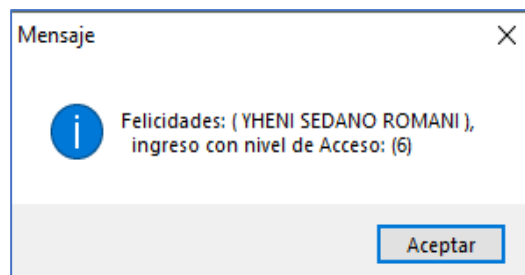 Mensaje
Felicidades: ( YHENI SEDANO ROMANI ),
ingreso con nivel de Acceso: (6)
Aceptar